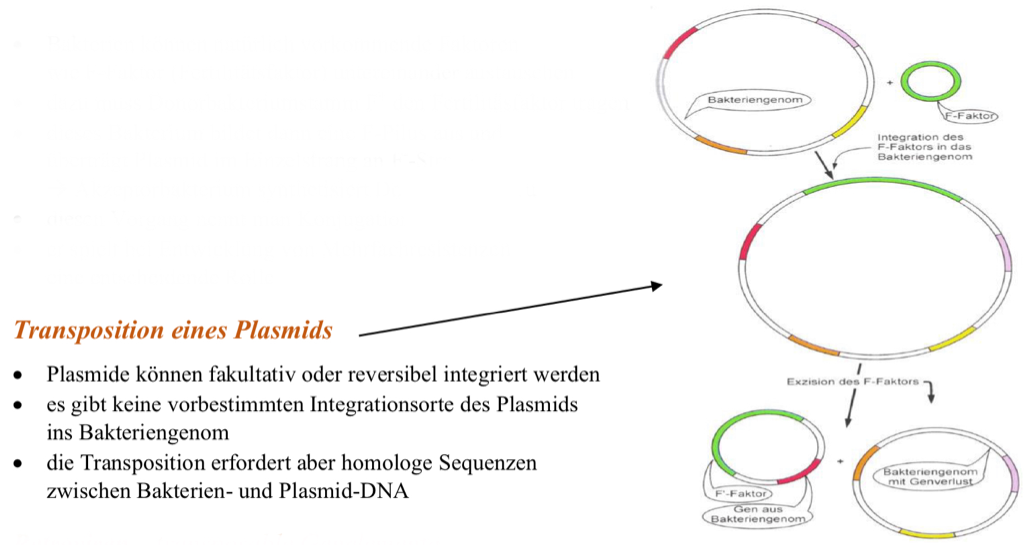 Bakteriengenom
+
F-Faktor
Integration des
F-Faktors in das
Bakteriengenom
Transposition eines Plasmids
• Plasmide können fakultativ oder reversibel integriert werden
• es gibt keine vorbestimmten Integrationsorte des Plasmids
ins Bakteriengenom
• die Transposition erfordert aber homologe Sequenzen
zwischen Bakterien- und Plasmid-DNA
Exzision des F-Faktors
+
F'-Faktor
Gen aus
Bakteriengenom
Bakteriengenom
mit Genverlust